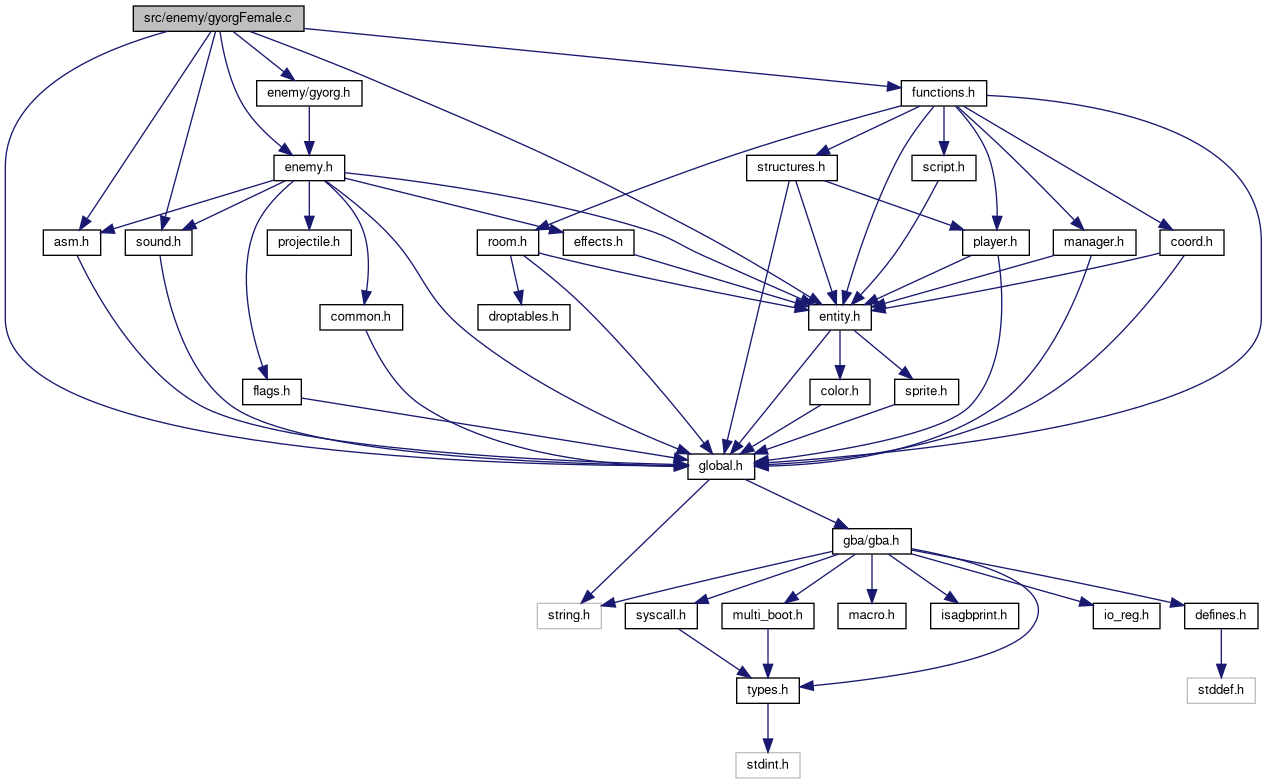 src/enemy/gyorgFemale.c
enemy/gyorg.h
functions.h
enemy.h
structures.h
script.h
asm.h
sound.h
projectile.h
room.h
effects.h
player.h
manager.h
coord.h
common.h
droptables.h
entity.h
flags.h
color.h
sprite.h
global.h
gba/gba.h
string.h
syscall.h
multi_boot.h
macro.h
isagbprint.h
io_reg.h
defines.h
types.h
stddef.h
stdint.h